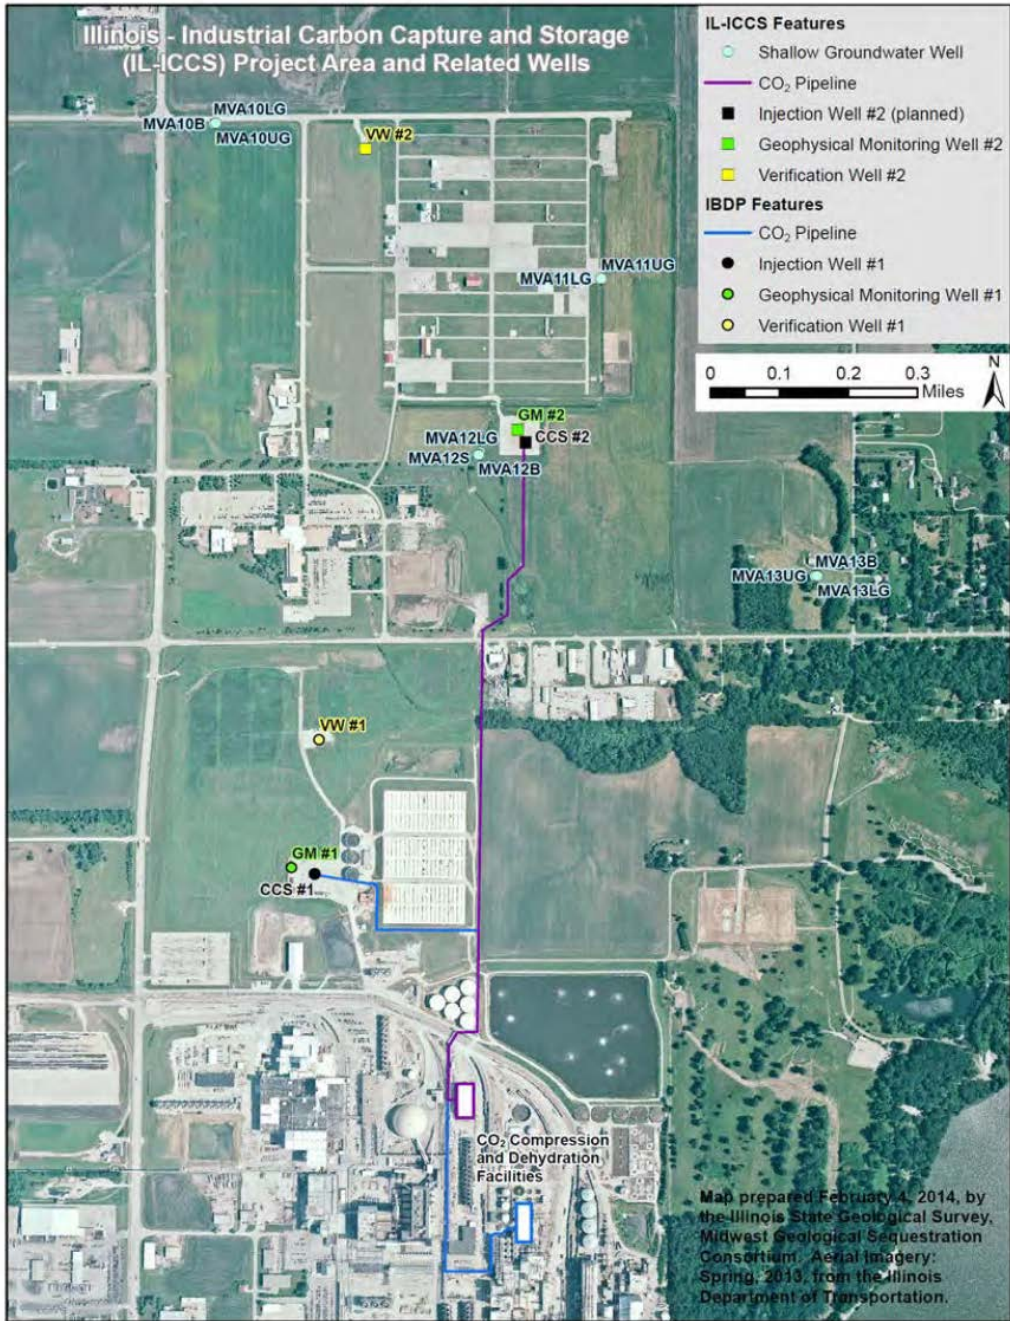 Illinois - Industrial Carbon Capture and Storage
(IL-ICCS) Project Area and Related Wells
IL-ICCS Features
Shallow Groundwater Well
CO₂ Pipeline
Injection Well #2 (planned)
Geophysical Monitoring Well #2
Verification Well #2
IBDP Features
CO₂ Pipeline
Injection Well #1
Geophysical Monitoring Well #1
Verification Well #1
N
0 0.1 0.2 0.3
Miles
MVA10LG
MVA10B
MVA10UG
VW #2
MVA11UG
MVA11LG
GM #2
MVA12LG
CCS #2
MVA12S
MVA12B
MVA13B
MVA13UG
MVA13LG
VW #1
GM #1
CCS #1
CO₂ Compression
and Dehydration
Facilities
Map prepared February 4, 2014, by
the Illinois State Geological Survey,
Midwest Geological Sequestration
Consortium. Aerial Imagery:
Spring, 2013, from the Illinois
Department of Transportation.